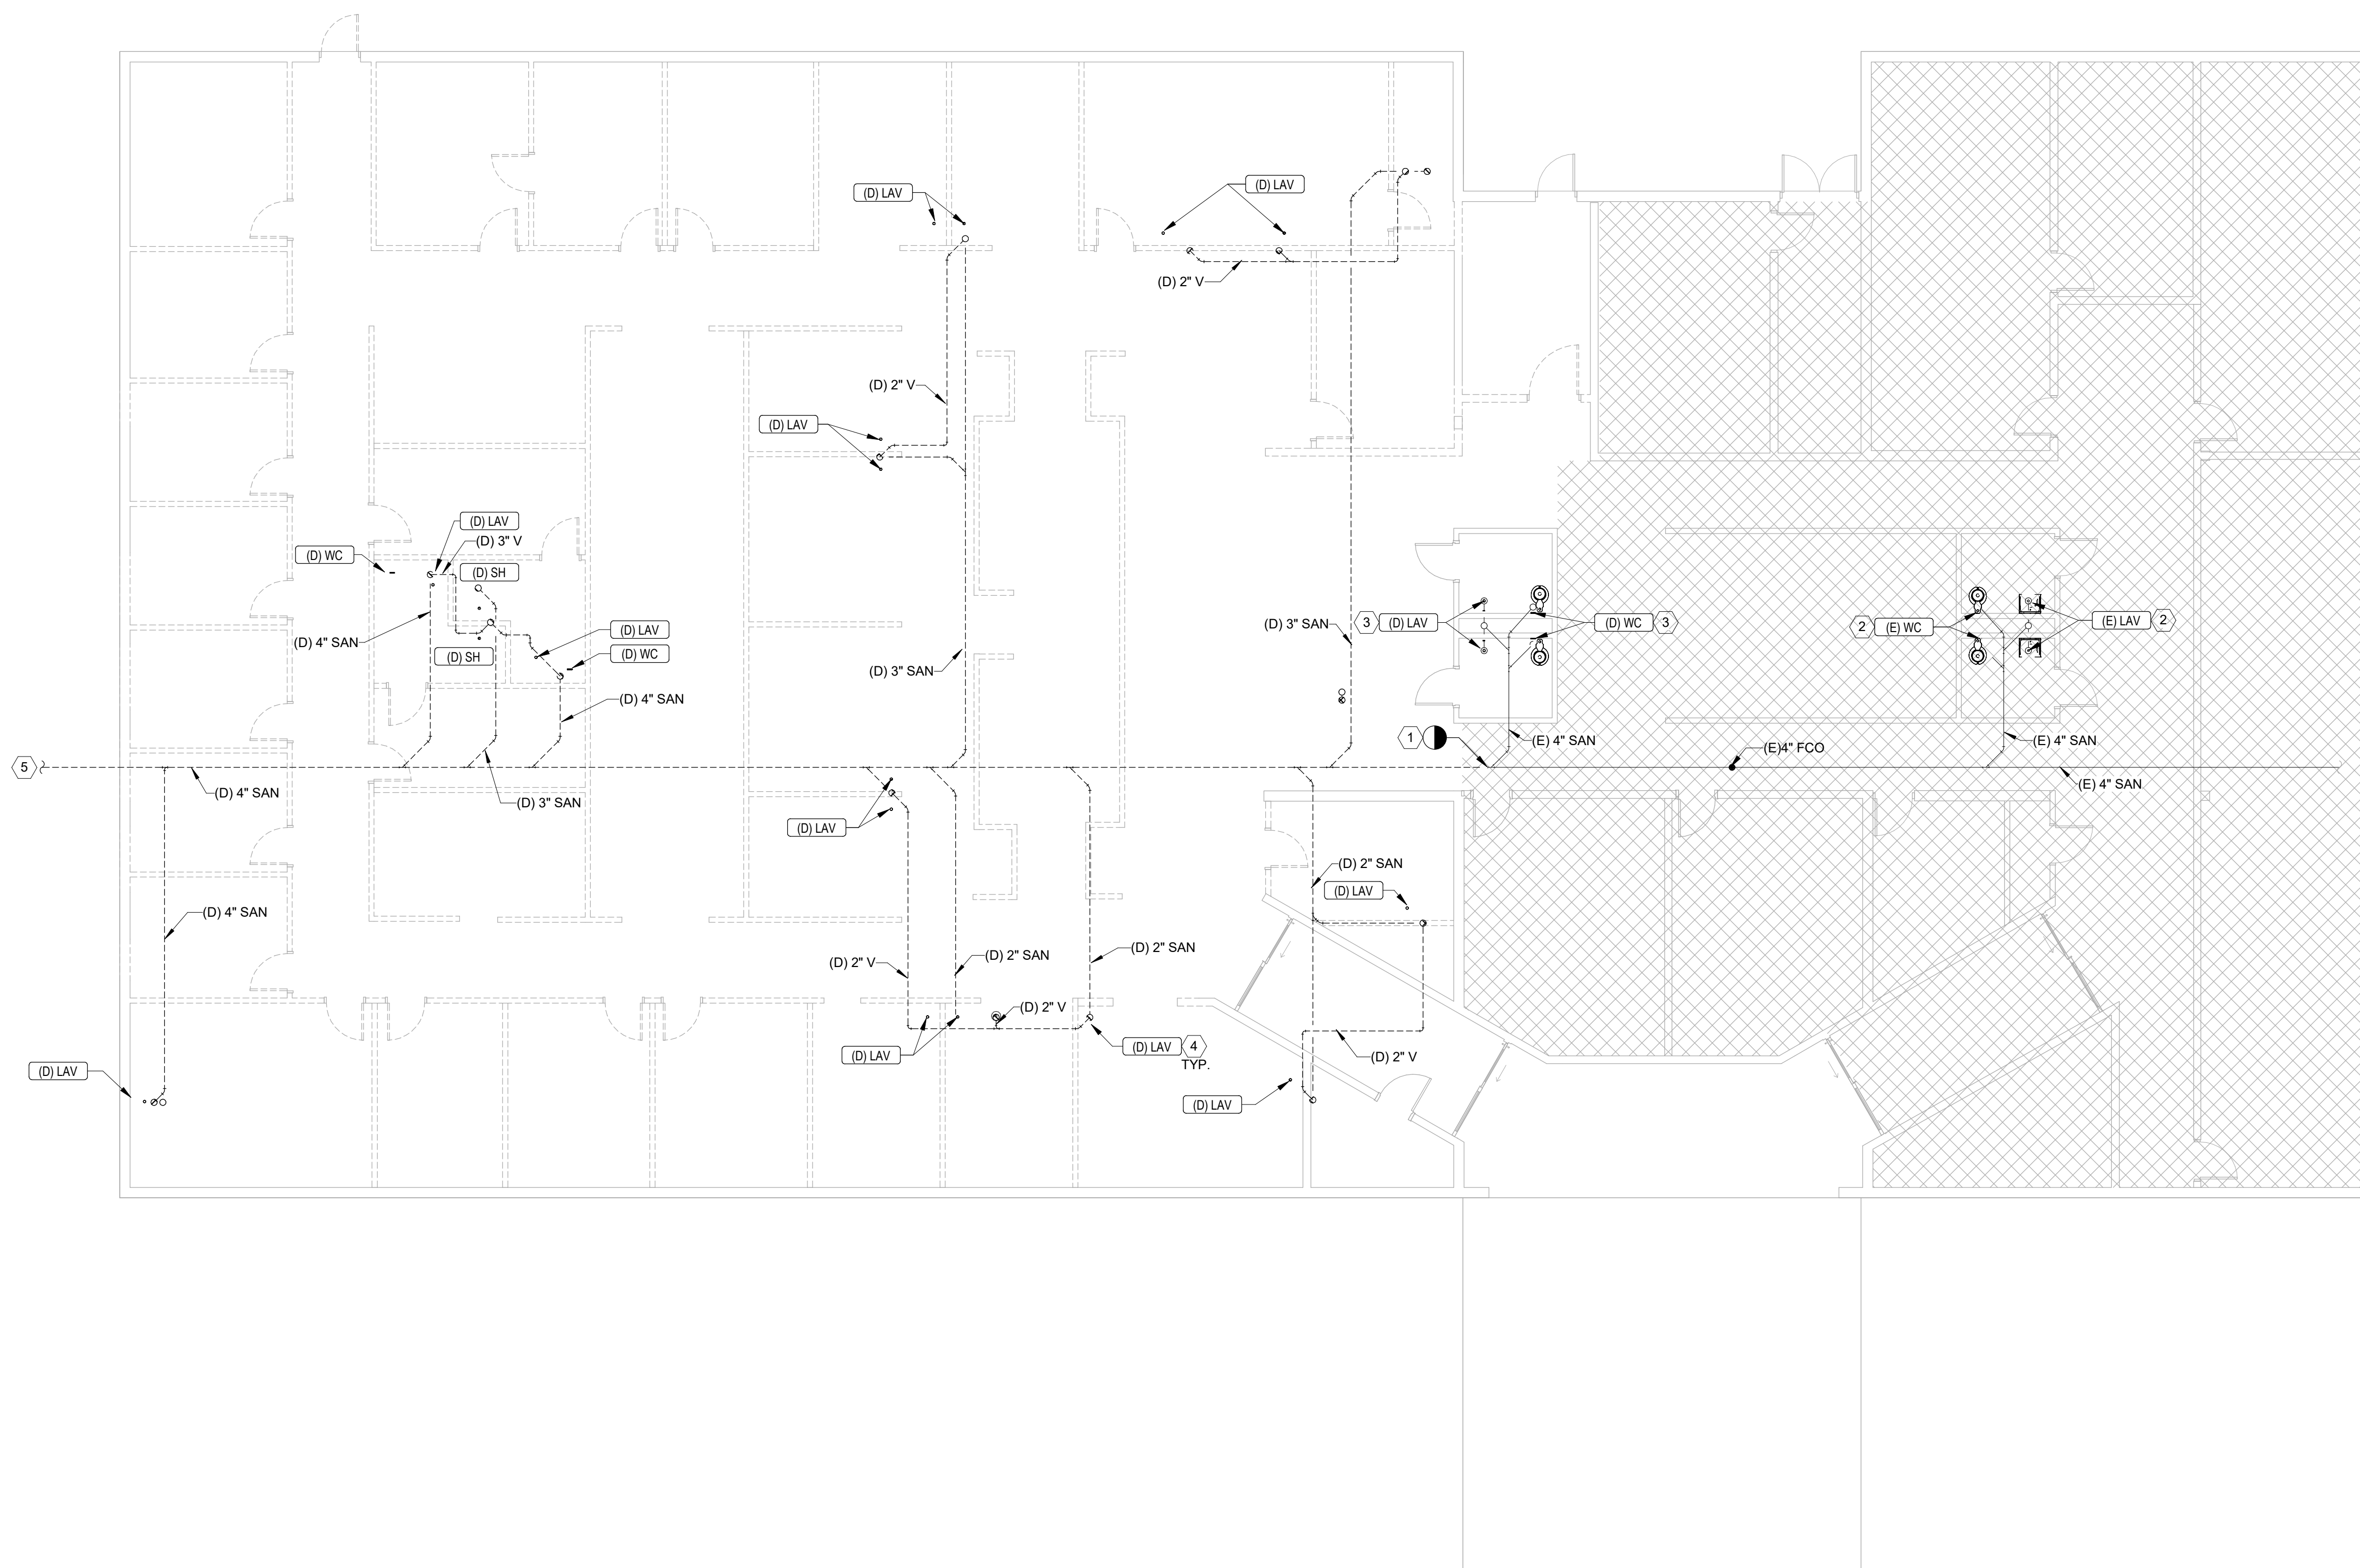 (D) LAV
(D) LAV
(D) 2" V
(D) 2" V
(D) LAV
(D) LAV
(D) 3" V
(D) WC
(D) SH
(D) 4" SAN
(D) LAV
(D) SH
(D) WC
(D) 4" SAN
(D) 3" SAN
(D) 3" SAN
3 (D) LAV
(D) WC 3
2 (E) WC
(E) LAV 2
1
(E) 4" SAN
(E)4" FCO
(E) 4" SAN
5
(E) 4" SAN
(D) 4" SAN
(D) 3" SAN
(D) LAV
(D) 2" SAN
(D) LAV
(D) 4" SAN
(D) 2" SAN
(D) 2" SAN
(D) 2" V
(D) 2" V
(D) LAV
(D) LAV 4
TYP.
(D) 2" V
(D) LAV
(D) LAV